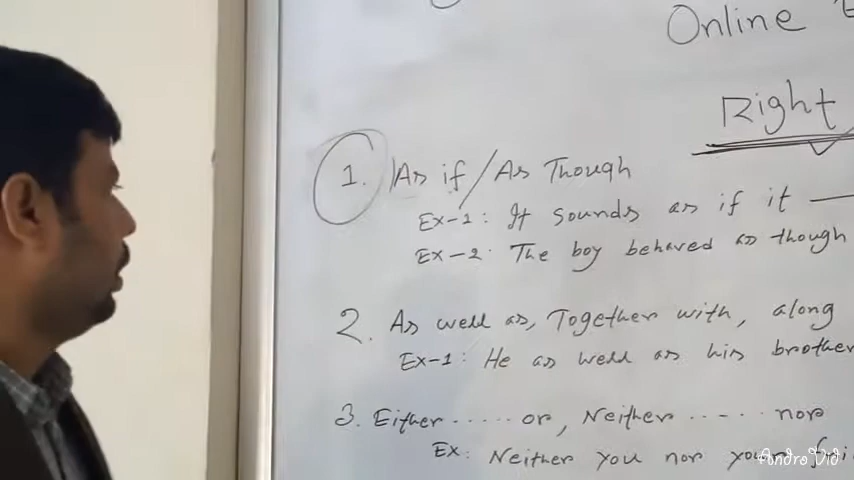 Online
Right
1. As if / As Though
Ex-1: It sounds as if it
Ex-2: The boy behaved as though
2. As well as, Together with, along
Ex-1: He as well as his brother
3. Either ..... or, Neither ..... nor
Ex: Neither you nor your
AndroVid